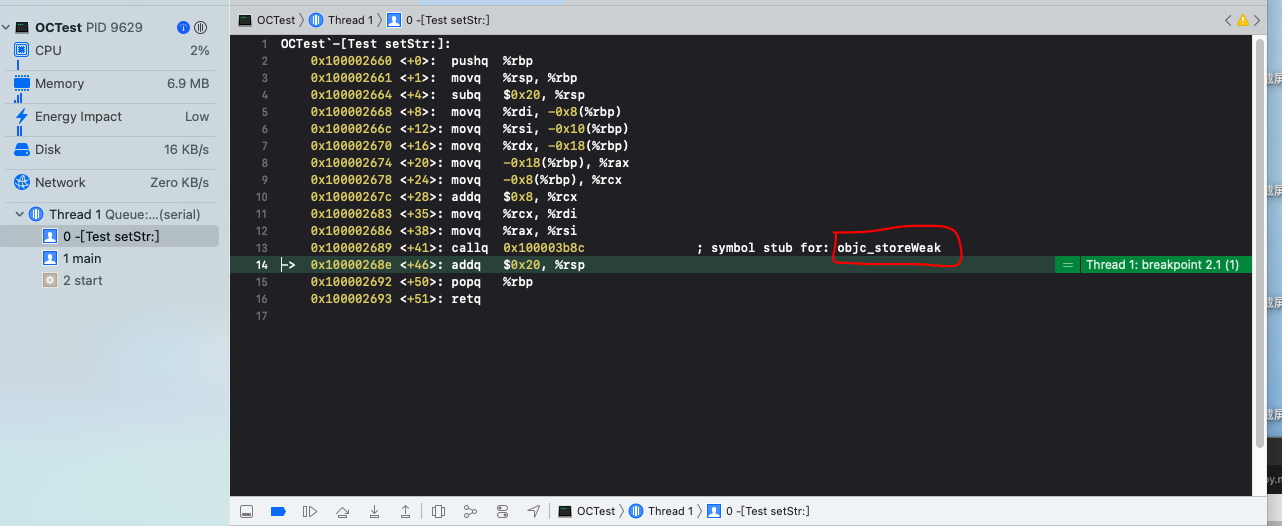 OCTest PID 9629
CPU 2%
Memory 6.9 MB
Energy Impact Low
Disk 16 KB/s
Network Zero KB/s
Thread 1 Queue:...(serial)
0 -[Test setStr:]
1 main
2 start
OCTest 〉 Thread 1 〉 0 -[Test setStr:]
1 OCTest`-[Test setStr:]:
2 0x100002660 <+0>: pushq %rbp
3 0x100002661 <+1>: movq %rsp, %rbp
4 0x100002664 <+4>: subq $0x20, %rsp
5 0x100002668 <+8>: movq %rdi, -0x8(%rbp)
6 0x10000266c <+12>: movq %rsi, -0x10(%rbp)
7 0x100002670 <+16>: movq %rdx, -0x18(%rbp)
8 0x100002674 <+20>: movq -0x18(%rbp), %rax
9 0x100002678 <+24>: movq -0x8(%rbp), %rcx
10 0x10000267c <+28>: addq $0x8, %rcx
11 0x100002683 <+35>: movq %rcx, %rdi
12 0x100002686 <+38>: movq %rax, %rsi
13 0x100002689 <+41>: callq 0x100003b8c ; symbol stub for: objc_storeWeak
14 -> 0x10000268e <+46>: addq $0x20, %rsp = Thread 1: breakpoint 2.1 (1)
15 0x100002692 <+50>: popq %rbp
16 0x100002693 <+51>: retq
17
OCTest 〉 Thread 1 〉 0 -[Test setStr:]